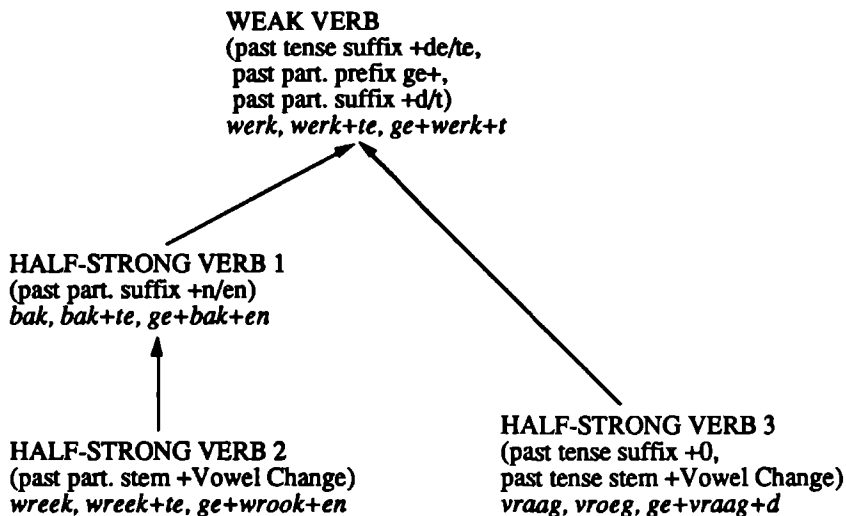 WEAK VERB
(past tense suffix +de/te,
past part. prefix ge+,
past part. suffix +d/t)
werk, werk+te, ge+werk+t
HALF-STRONG VERB 1
(past part. suffix +n/en)
bak, bak+te, ge+bak+en
HALF-STRONG VERB 2
(past part. stem +Vowel Change)
wreek, wreek+te, ge+wrook+en
HALF-STRONG VERB 3
(past tense suffix +0,
past tense stem +Vowel Change)
vraag, vroeg, ge+vraag+d